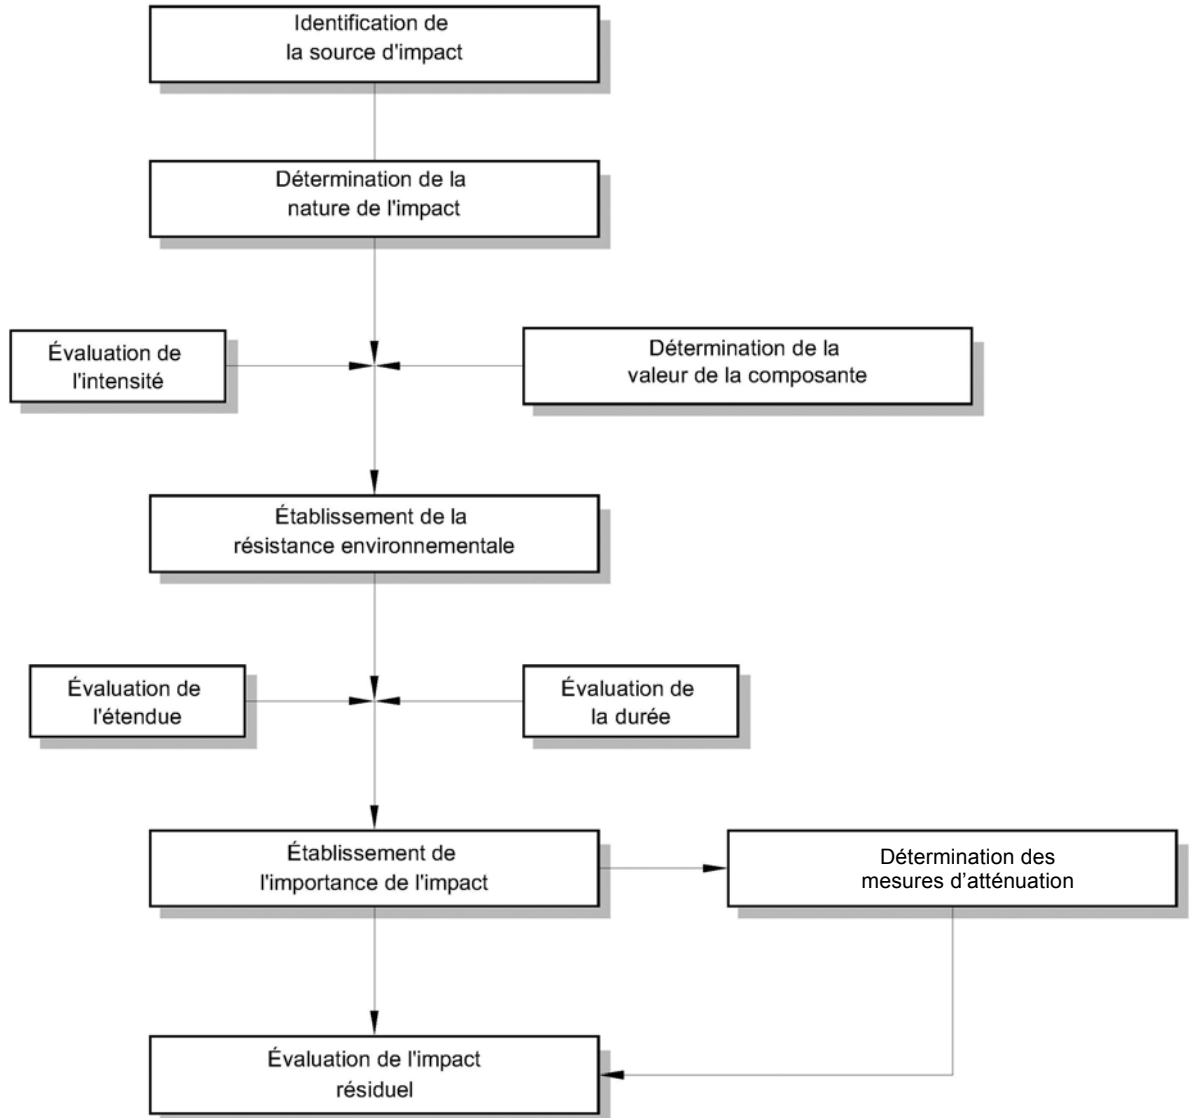 Identification de
la source d'impact
Détermination de la
nature de l'impact
Évaluation de
l'intensité
Détermination de la
valeur de la composante
Établissement de la
résistance environnementale
Évaluation de
l'étendue
Évaluation de
la durée
Établissement de
l'importance de l'impact
Détermination des
mesures d’atténuation
Évaluation de l'impact
résiduel